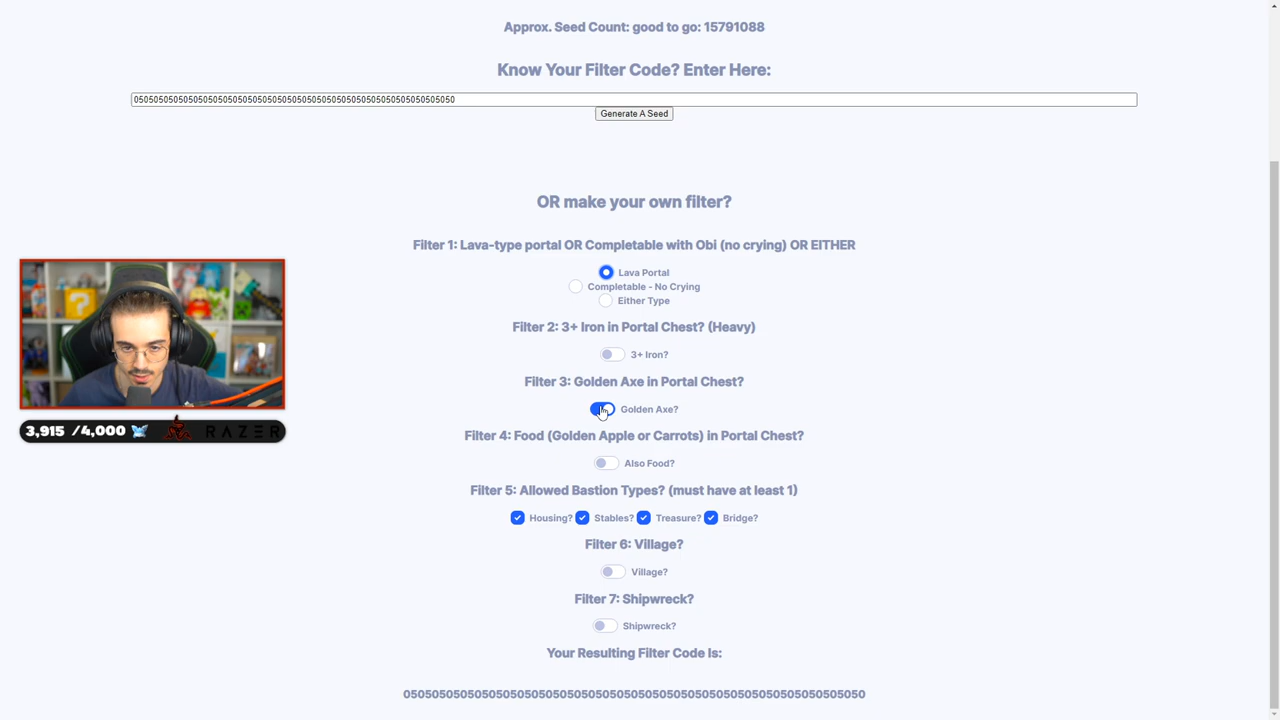 Approx. Seed Count: good to go: 15791088
Know Your Filter Code? Enter Here:
05050505050505050505050505050505050505050505050505050505050505050
Generate A Seed
OR make your own filter?
Filter 1: Lava-type portal OR Completable with Obi (no crying) OR EITHER
Lava Portal
Completable - No Crying
Either Type
Filter 2: 3+ Iron in Portal Chest? (Heavy)
3+ Iron?
Filter 3: Golden Axe in Portal Chest?
Golden Axe?
3,915 /4,000 RAZER
Filter 4: Food (Golden Apple or Carrots) in Portal Chest?
Also Food?
Filter 5: Allowed Bastion Types? (must have at least 1)
Housing? Stables? Treasure? Bridge?
Filter 6: Village?
Village?
Filter 7: Shipwreck?
Shipwreck?
Your Resulting Filter Code Is:
05050505050505050505050505050505050505050505050505050505050505050